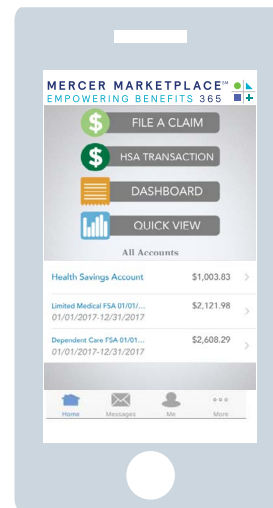 MERCER MARKETPLACE℠
EMPOWERING BENEFITS 365
$ FILE A CLAIM
$ HSA TRANSACTION
DASHBOARD
QUICK VIEW
All Accounts
Health Savings Account $1,003.83
Limited Medical FSA 01/01/... $2,121.98
01/01/2017-12/31/2017
Dependent Care FSA 01/01... $2,608.29
01/01/2017-12/31/2017
Home Messages Me More